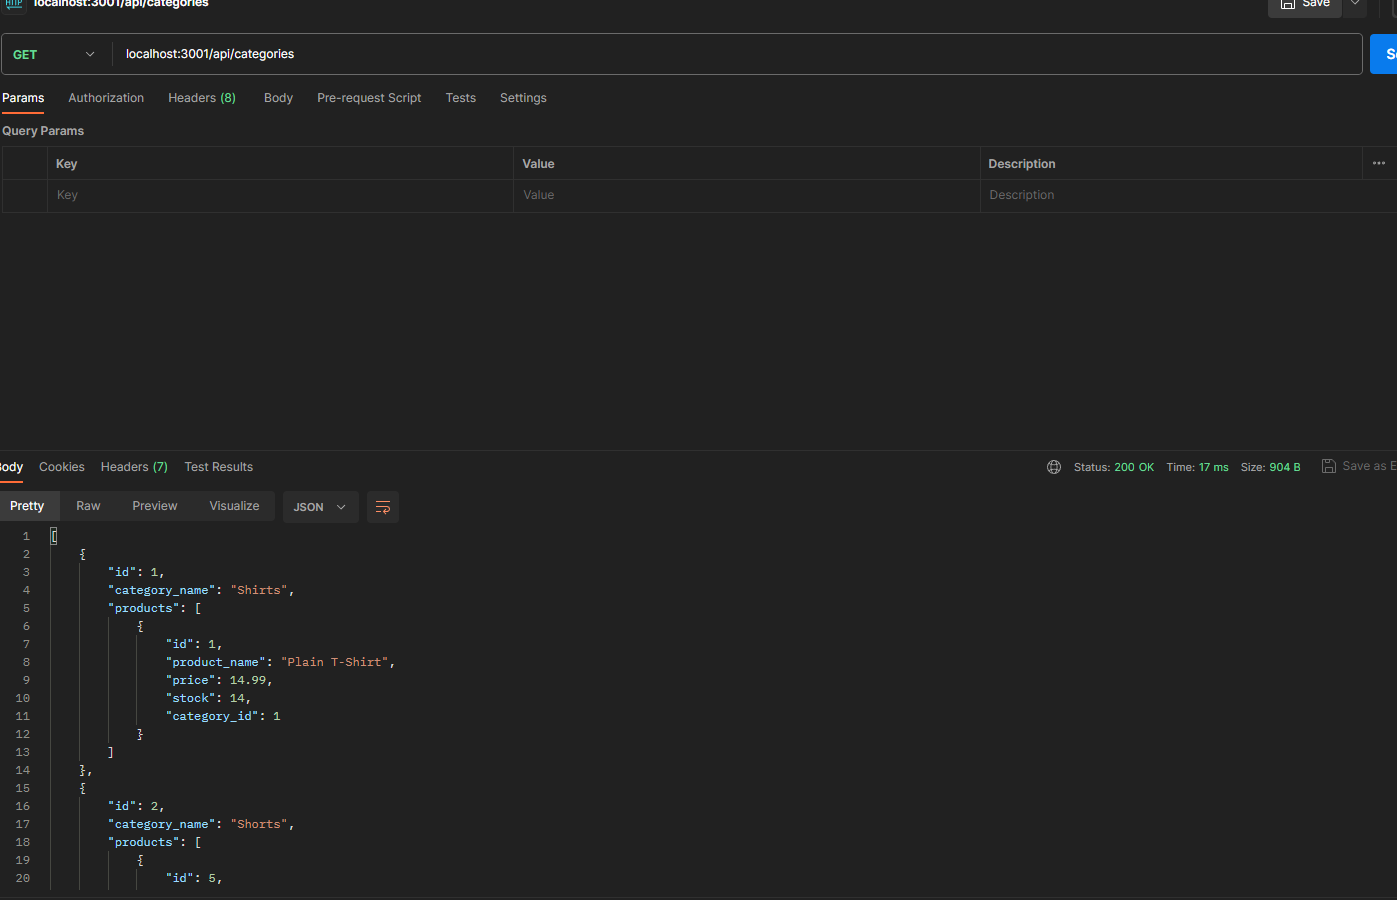 HTTP localhost:3001/api/categories Save
GET localhost:3001/api/categories
Params Authorization Headers (8) Body Pre-request Script Tests Settings
Query Params
Key Value Description
Key Value Description
Body Cookies Headers (7) Test Results Status: 200 OK Time: 17 ms Size: 904 B Save as E
Pretty Raw Preview Visualize JSON
1 [
2 {
3 "id": 1,
4 "category_name": "Shirts",
5 "products": [
6 {
7 "id": 1,
8 "product_name": "Plain T-Shirt",
9 "price": 14.99,
10 "stock": 14,
11 "category_id": 1
12 }
13 ]
14 },
15 {
16 "id": 2,
17 "category_name": "Shorts",
18 "products": [
19 {
20 "id": 5,